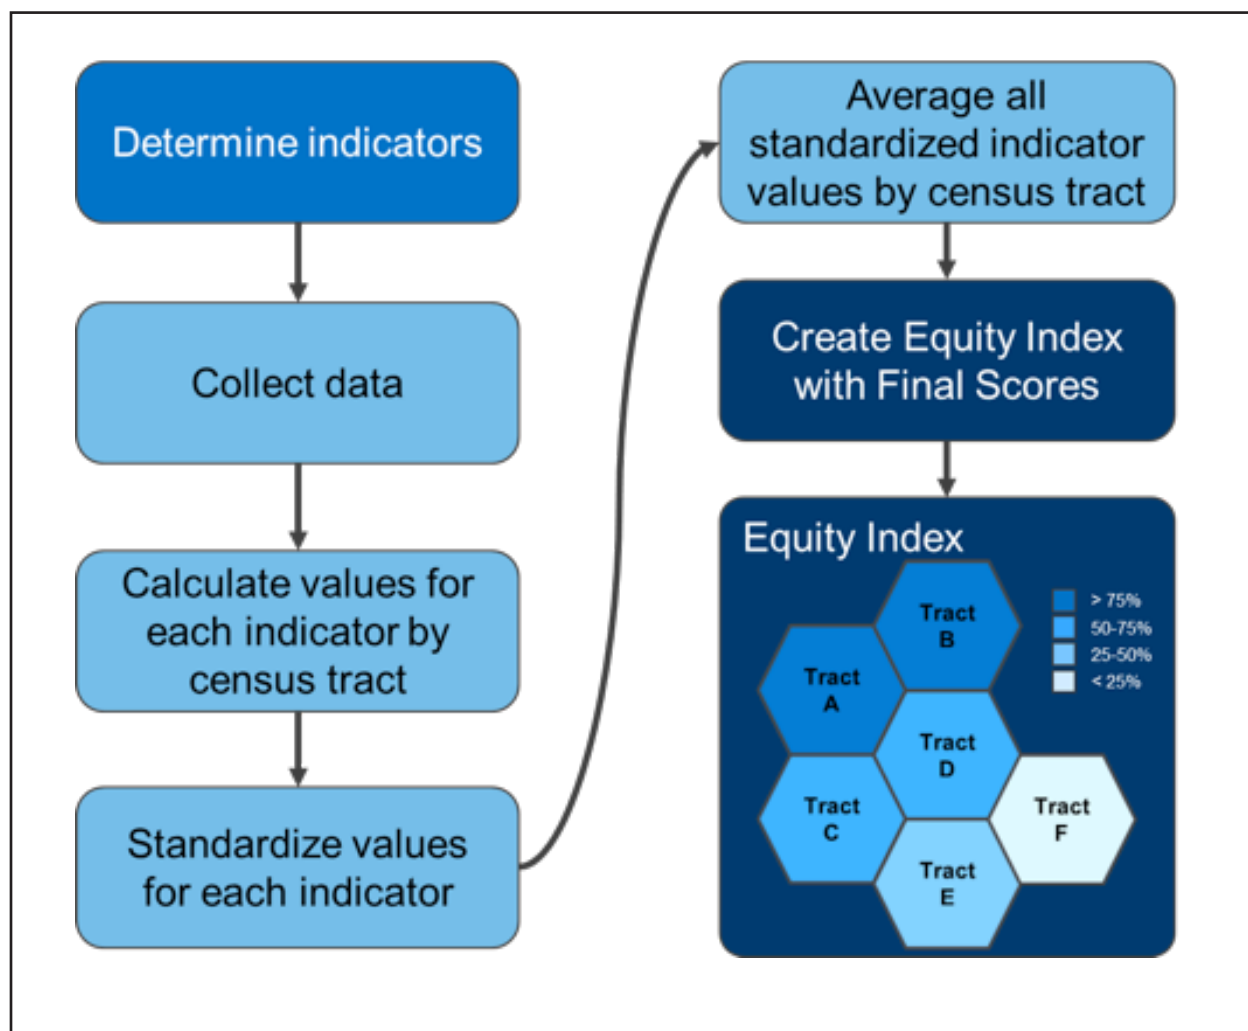 Determine indicators
Collect data
Calculate values for
each indicator by
census tract
Standardize values
for each indicator
Average all
standardized indicator
values by census tract
Create Equity Index
with Final Scores
Equity Index
Tract
B
Tract
A
Tract
D
Tract
C
Tract
F
Tract
E
> 75%
50-75%
25-50%
< 25%